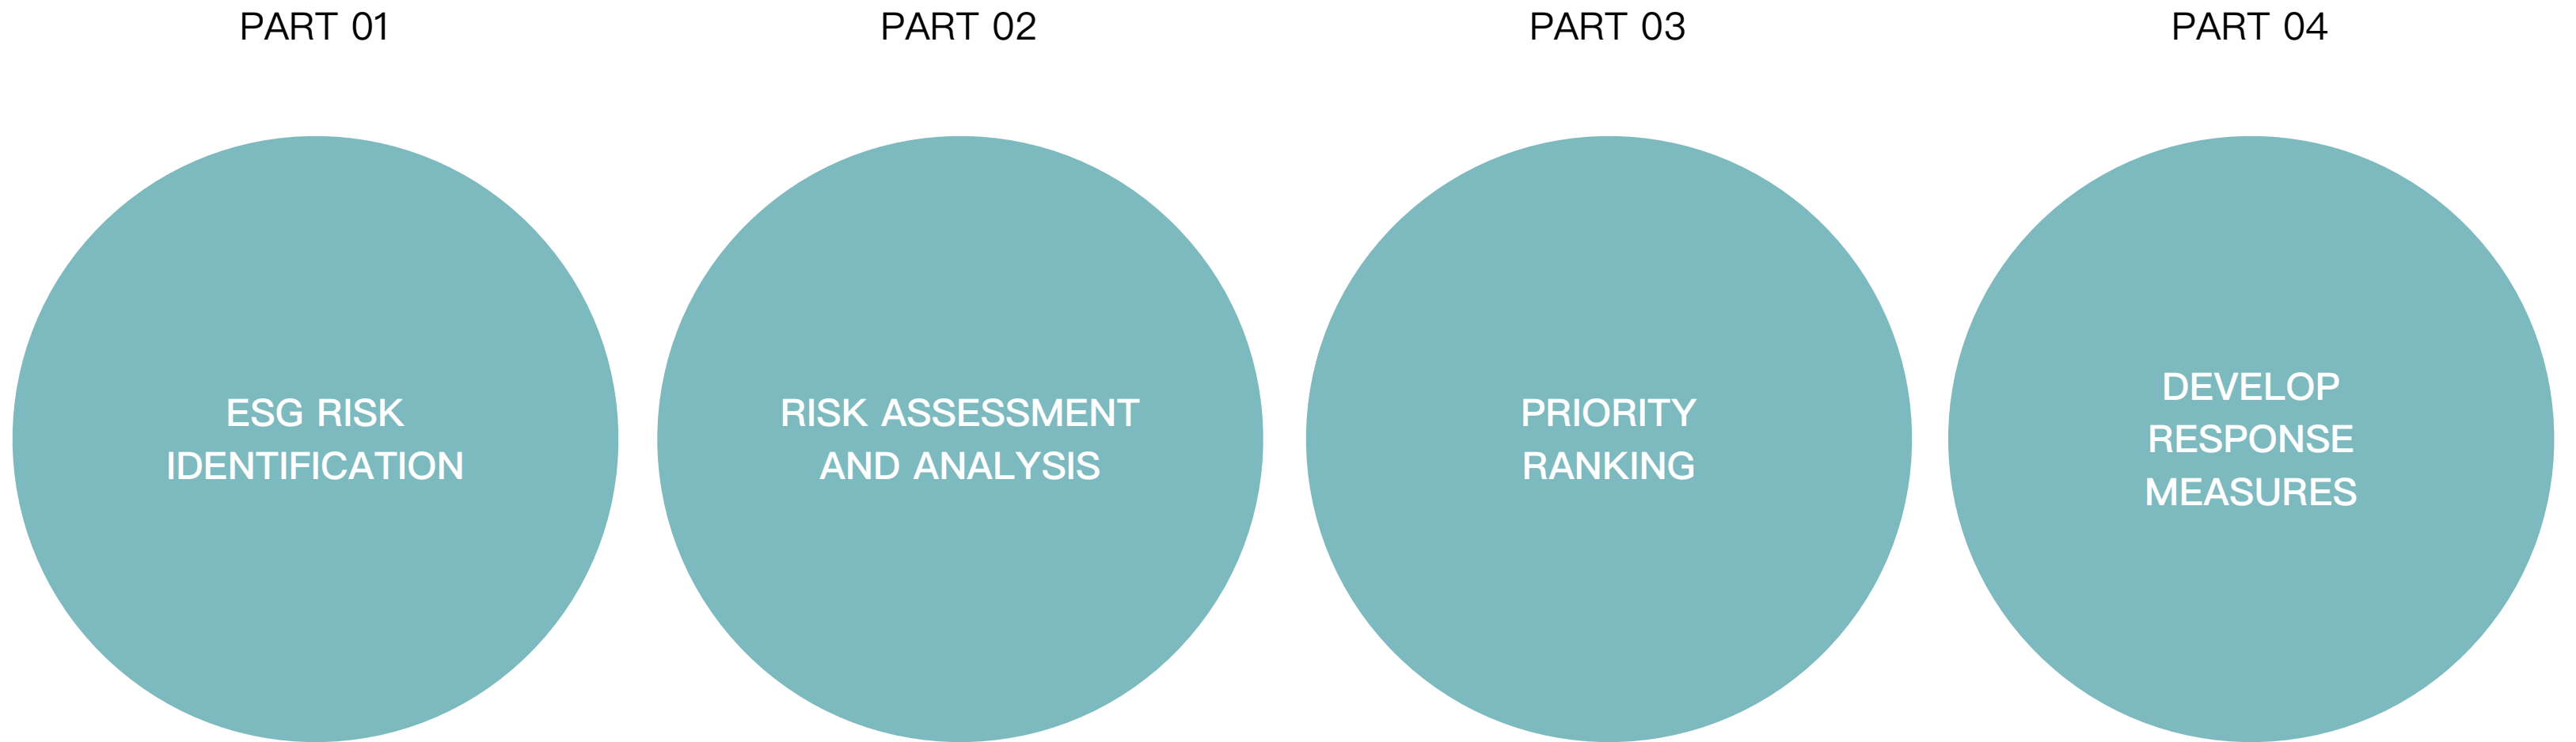 PART 01
ESG RISK
IDENTIFICATION
PART 02
RISK ASSESSMENT
AND ANALYSIS
PART 03
PRIORITY
RANKING
PART 04
DEVELOP
RESPONSE
MEASURES